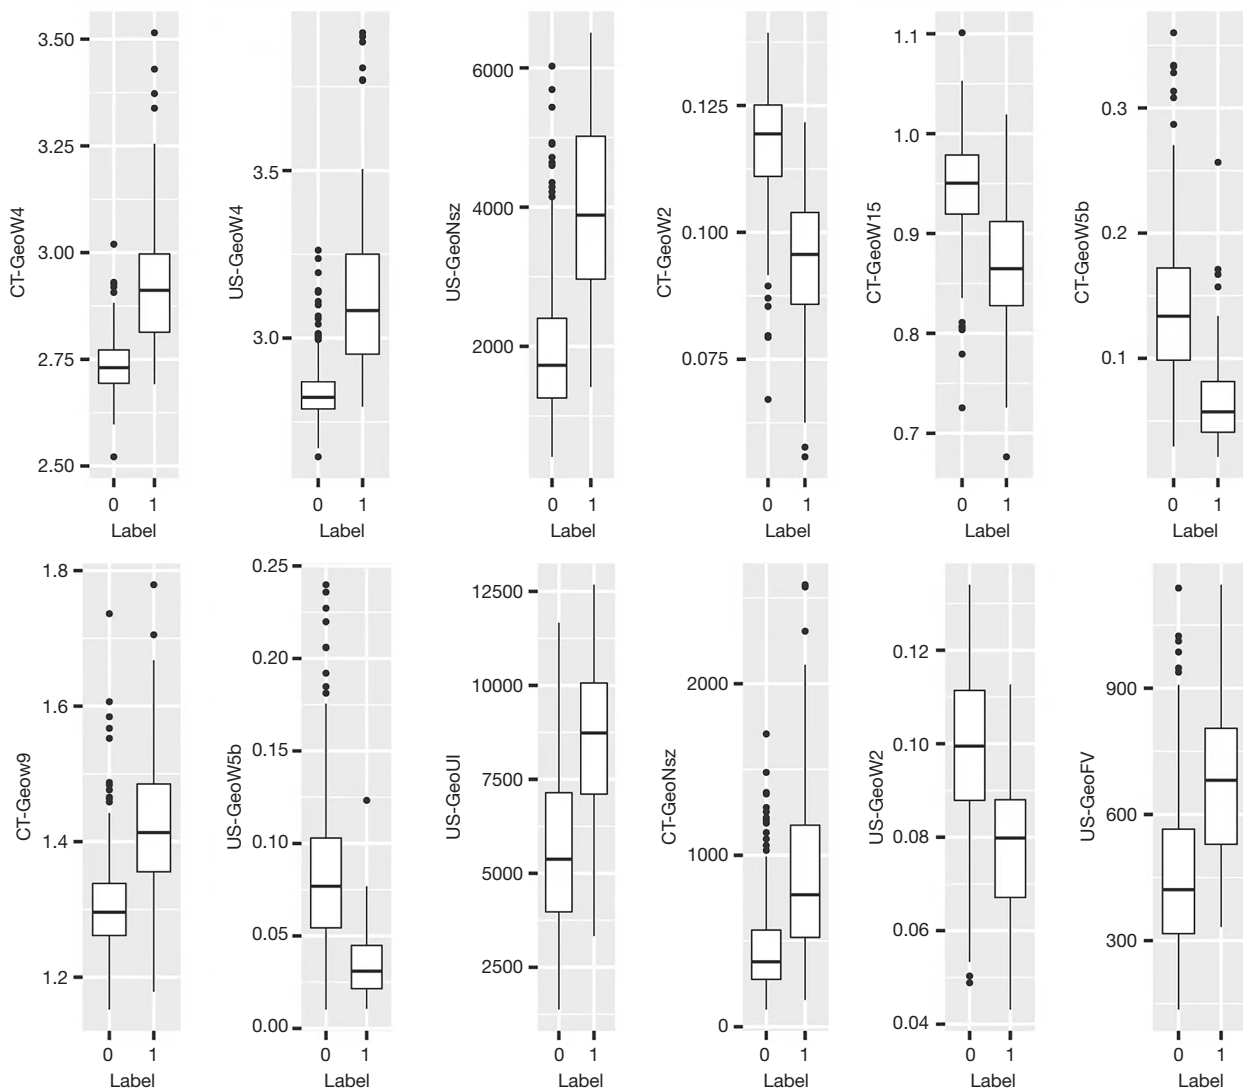 CT-GeoW4
3.50
3.25
3.00
2.75
2.50
0 1
Label
US-GeoW4
3.5
3.0
0 1
Label
US-GeoNsz
6000
4000
2000
0 1
Label
CT-GeoW2
0.125
0.100
0.075
0 1
Label
CT-GeoW15
1.1
1.0
0.9
0.8
0.7
0 1
Label
CT-GeoW5b
0.3
0.2
0.1
0 1
Label
CT-Geow9
1.8
1.6
1.4
1.2
0 1
Label
US-GeoW5b
0.25
0.20
0.15
0.10
0.05
0.00
0 1
Label
US-GeoUI
12500
10000
7500
5000
2500
0 1
Label
CT-GeoNsz
2000
1000
0
0 1
Label
US-GeoW2
0.12
0.10
0.08
0.06
0.04
0 1
Label
US-GeoFV
900
600
300
0 1
Label